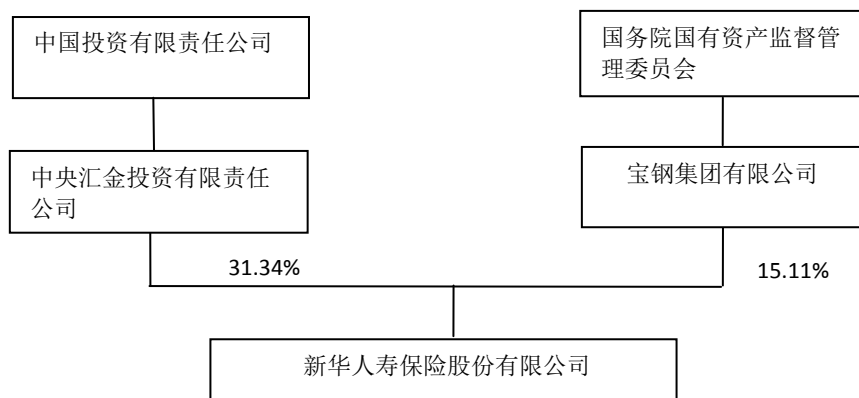 中国投资有限责任公司
国务院国有资产监督管
理委员会
中央汇金投资有限责任
公司
宝钢集团有限公司
31.34%
15.11%
新华人寿保险股份有限公司